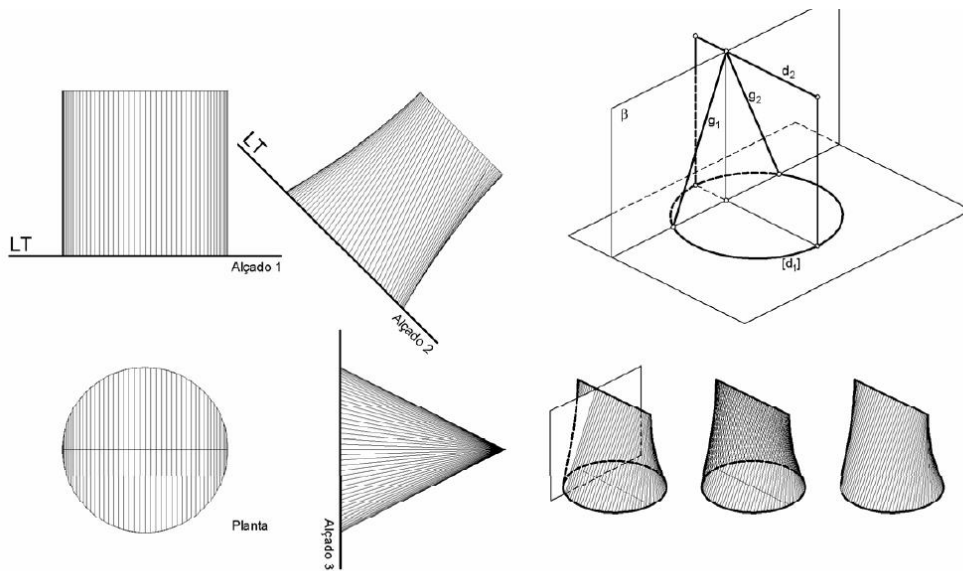 LT
Alçado 1
LT
Alçado 2
β
d2
g1
g2
[d1]
Planta
Alçado 3